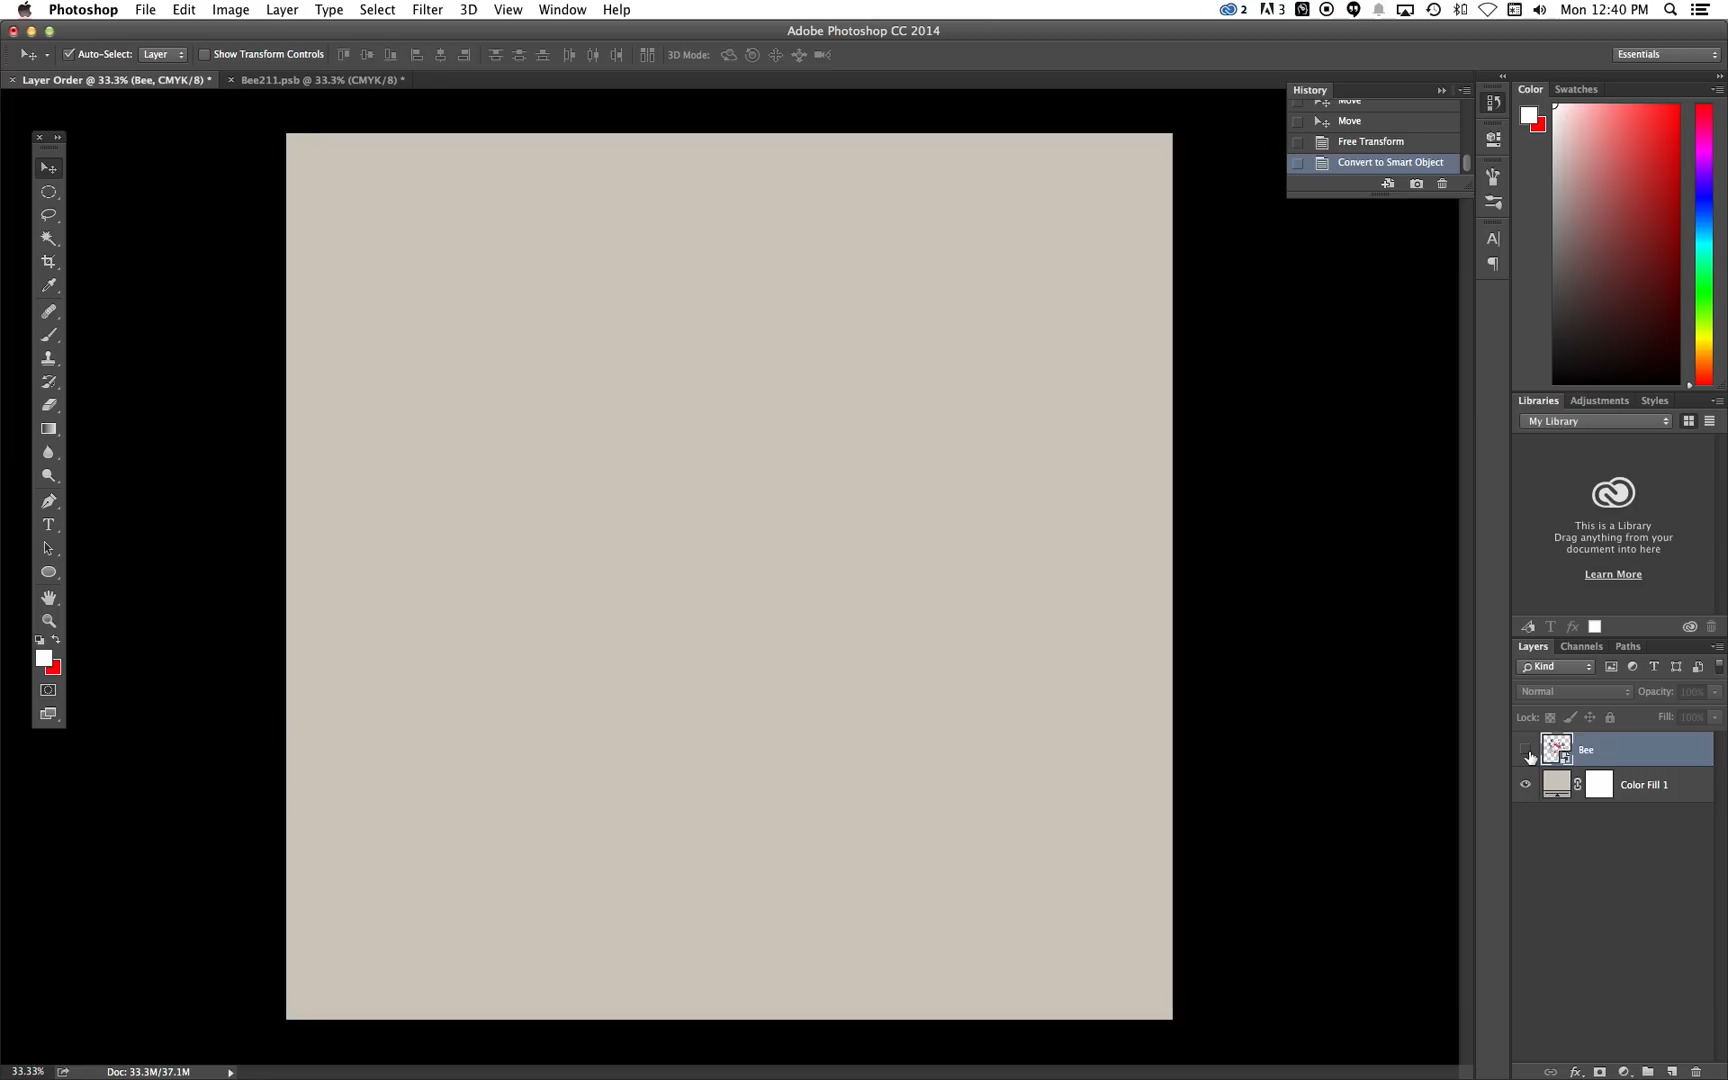 Photoshop File Edit Image Layer Type Select Filter 3D View Window Help 2 3 Mon 12:40 PM
Adobe Photoshop CC 2014
Auto-Select: Layer Show Transform Controls 3D Mode: Essentials
Layer Order @ 33.3% (Bee, CMYK/8) * Bee211.psb @ 33.3% (CMYK/8) *
History
Move
Move
Free Transform
Convert to Smart Object
Color Swatches
Libraries Adjustments Styles
My Library
This is a Library
Drag anything from your
document into here
Learn More
Layers Channels Paths
Kind
Normal Opacity: 100%
Lock: Fill: 100%
Bee
Color Fill 1
33.33% Doc: 33.3M/37.1M